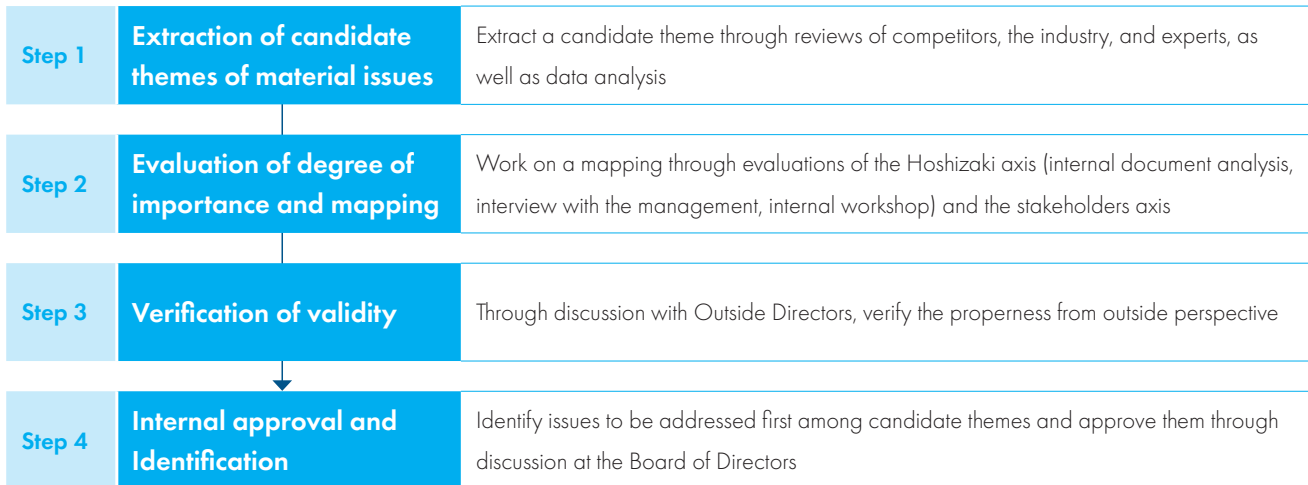 Step 1
Extraction of candidate
themes of material issues
Extract a candidate theme through reviews of competitors, the industry, and experts, as
well as data analysis
Step 2
Evaluation of degree of
importance and mapping
Work on a mapping through evaluations of the Hoshizaki axis (internal document analysis,
interview with the management, internal workshop) and the stakeholders axis
Step 3
Verification of validity
Through discussion with Outside Directors, verify the properness from outside perspective
Step 4
Internal approval and
Identification
Identify issues to be addressed first among candidate themes and approve them through
discussion at the Board of Directors